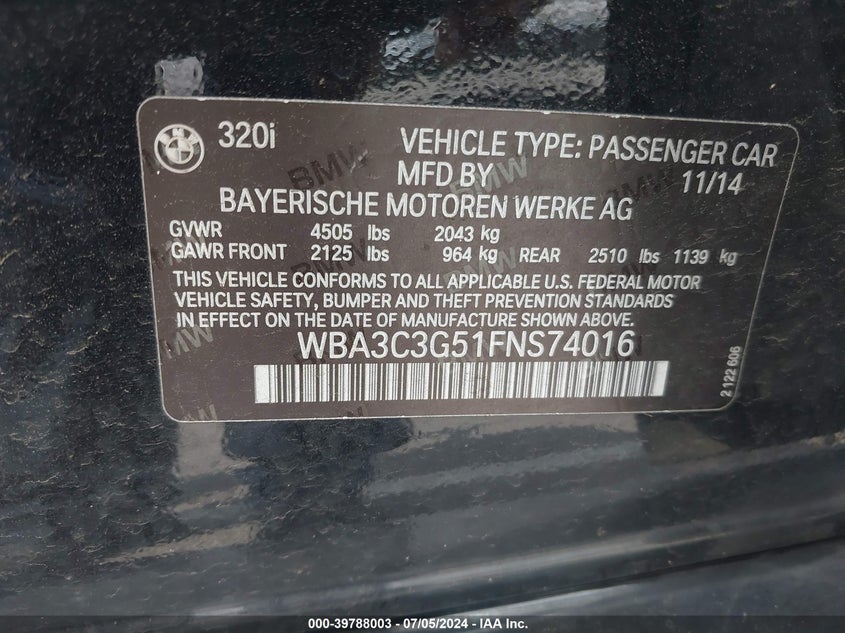 320i VEHICLE TYPE: PASSENGER CAR
MFD BY 11/14
BAYERISCHE MOTOREN WERKE AG
GVWR 4505 lbs 2043 kg
GAWR FRONT 2125 lbs 964 kg REAR 2510 lbs 1139 kg
THIS VEHICLE CONFORMS TO ALL APPLICABLE U.S. FEDERAL MOTOR
VEHICLE SAFETY, BUMPER AND THEFT PREVENTION STANDARDS
IN EFFECT ON THE DATE OF MANUFACTURE SHOWN ABOVE.
WBA3C3G51FNS74016
2 122 606
000-39788003 - 07/05/2024 - IAA Inc.